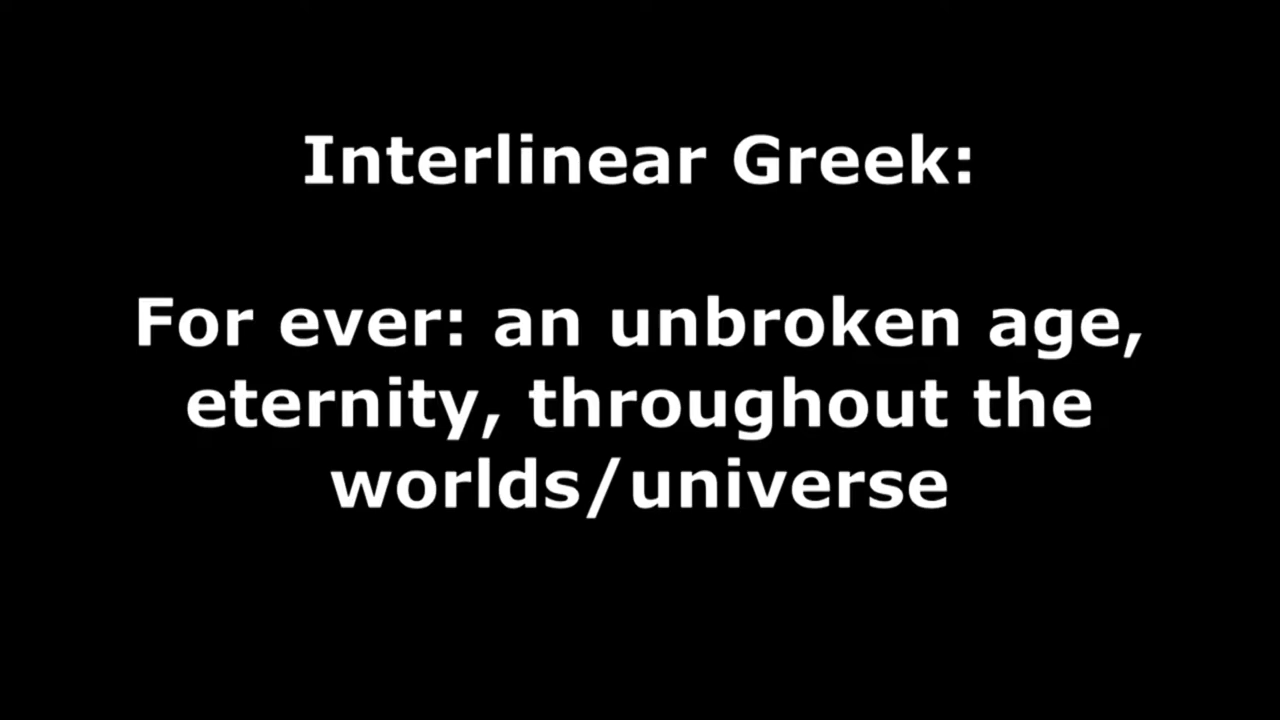 Interlinear Greek:
For ever: an unbroken age,
eternity, throughout the
worlds/universe